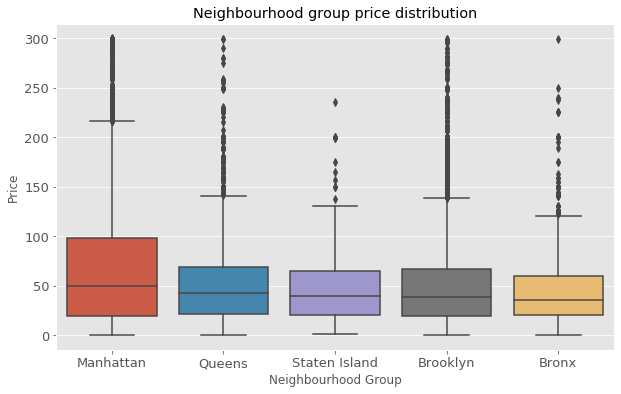 Neighbourhood group price distribution
300
250
200
150
100
50
0
Price
Manhattan Queens Staten Island Brooklyn Bronx
Neighbourhood Group